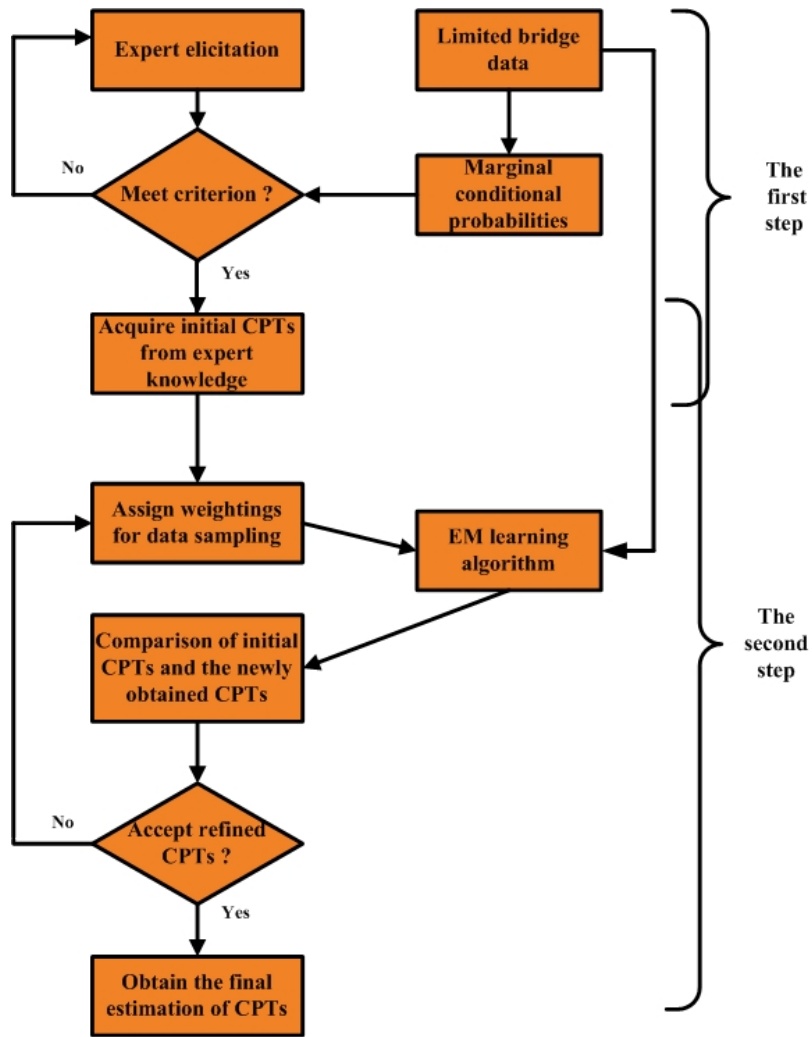 Expert elicitation
Limited bridge
data
No
Meet criterion ?
Marginal
conditional
probabilities
The
first
step
Yes
Acquire initial CPTs
from expert
knowledge
Assign weightings
for data sampling
EM learning
algorithm
Comparison of initial
CPTs and the newly
obtained CPTs
The
second
step
No
Accept refined
CPTs ?
Yes
Obtain the final
estimation of CPTs